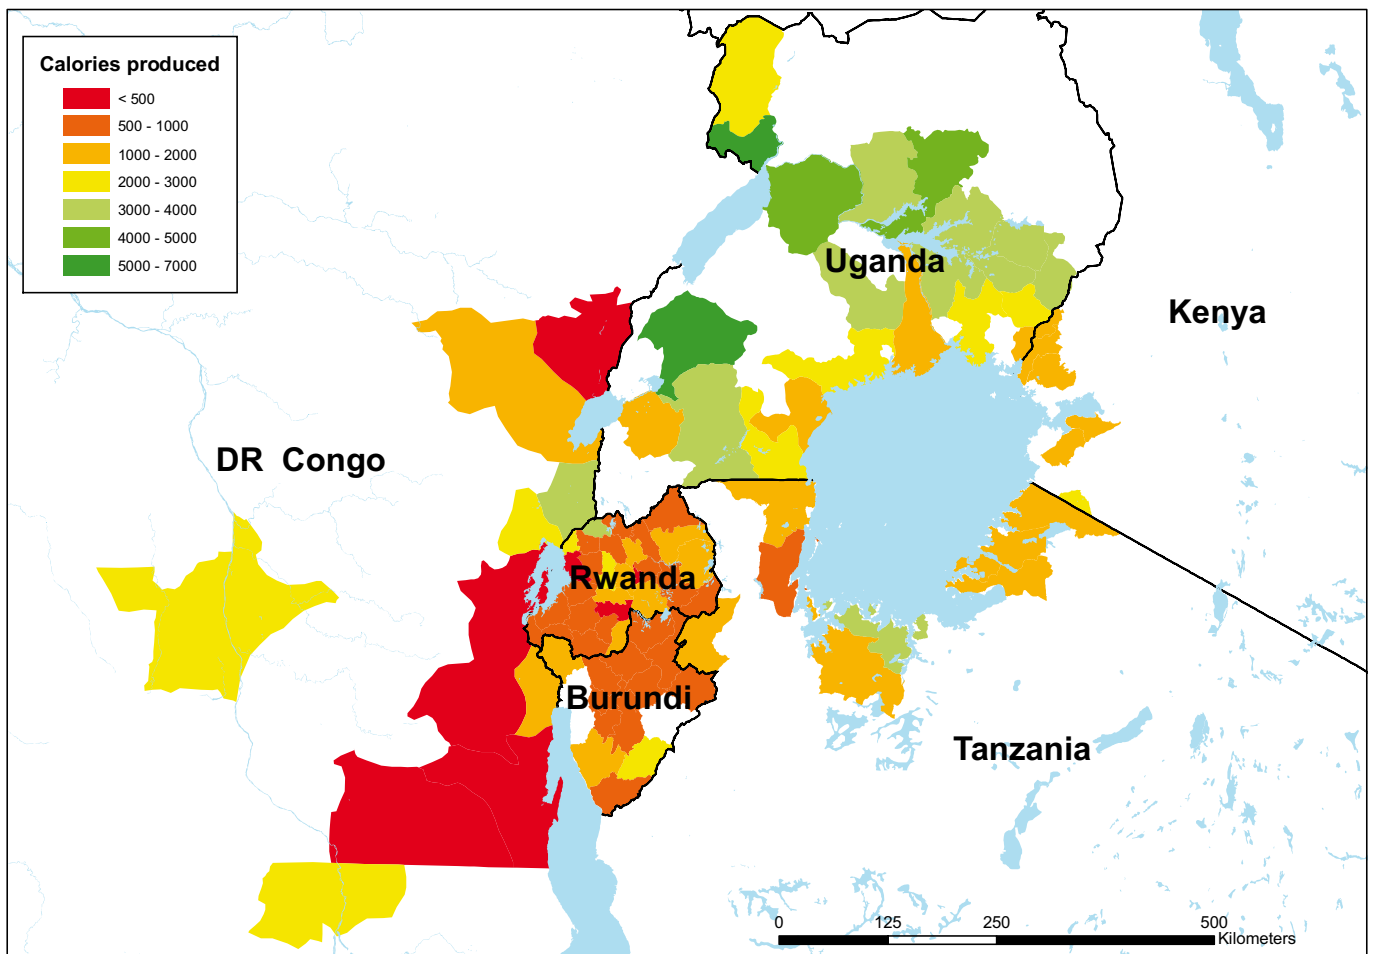 Calories produced
< 500
500 - 1000
1000 - 2000
2000 - 3000
3000 - 4000
4000 - 5000
5000 - 7000
Uganda
Kenya
DR Congo
Rwanda
Burundi
Tanzania
0 125 250 500
Kilometers